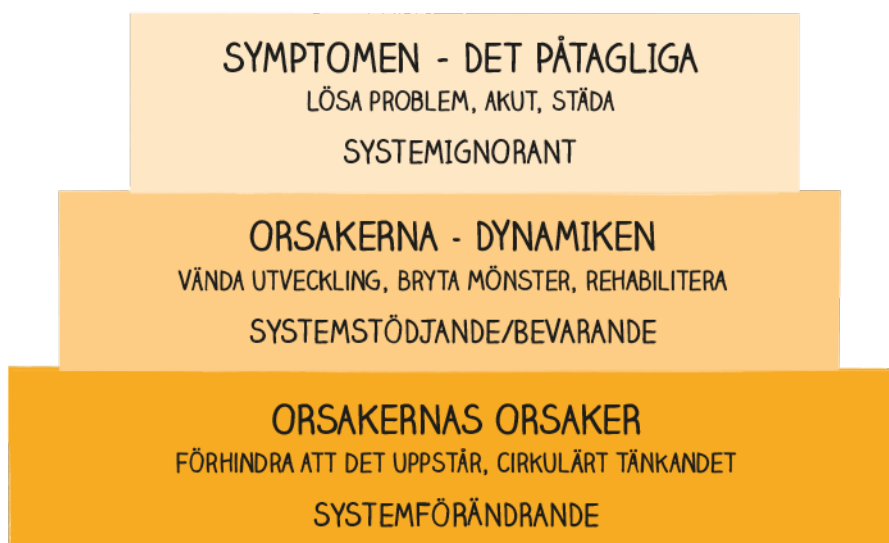 SYMPTOMEN - DET PÅTAGLIGA
LÖSA PROBLEM, AKUT, STÄDA
SYSTEMIGNORANT
ORSAKERNA - DYNAMIKEN
VÄNDA UTVECKLING, BRYTA MÖNSTER, REHABILITERA
SYSTEMSTÖDJANDE/BEVARANDE
ORSAKERNAS ORSAKER
FÖRHINDRA ATT DET UPPSTÅR, CIRKULÄRT TÄNKANDET
SYSTEMFÖRÄNDRANDE